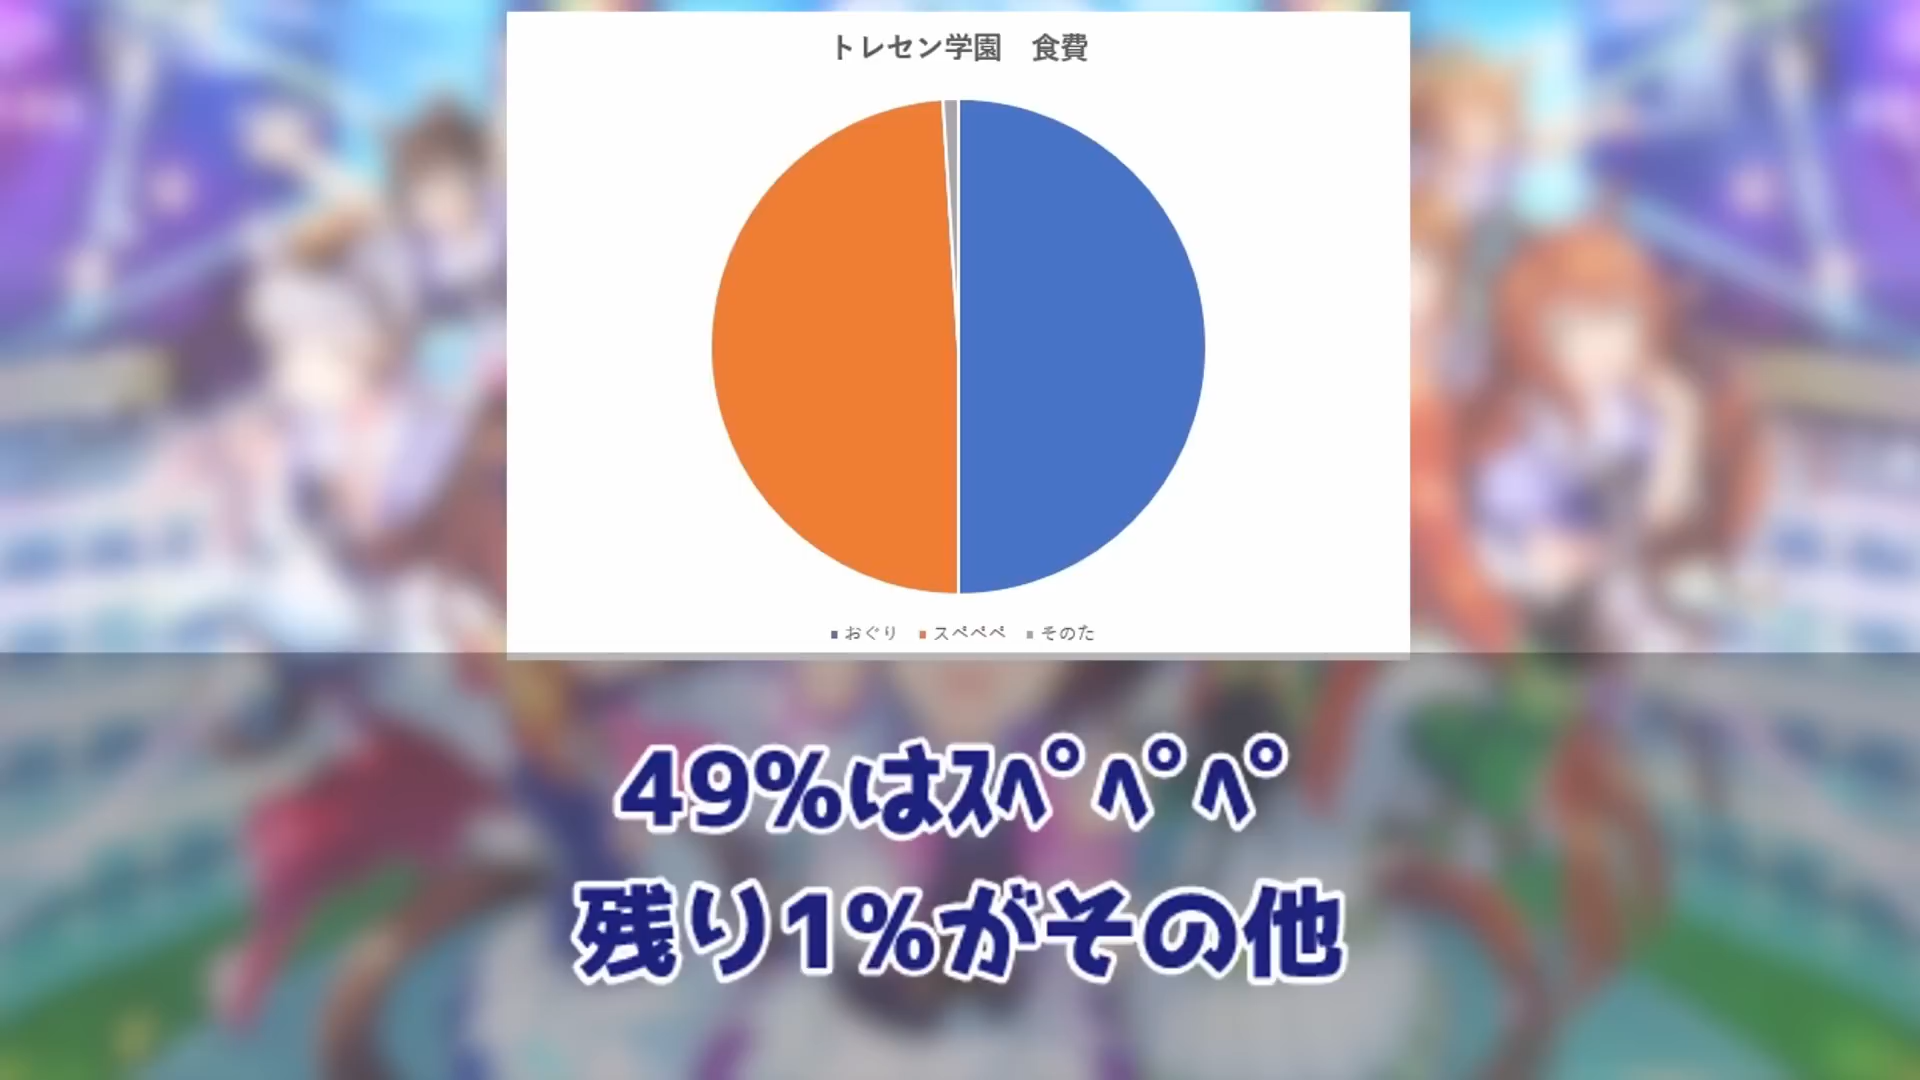 トレセン学園　食費
おぐり スペペペ そのた
49%はｽﾍﾟﾍﾟﾍﾟ
残り1%がその他